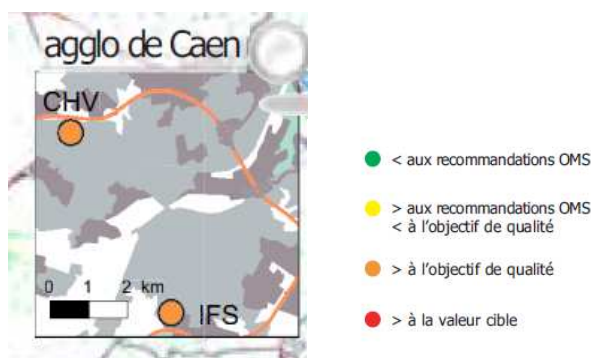 agglo de Caen
CHV
0 1 2 km
IFS
< aux recommandations OMS
> aux recommandations OMS
< à l'objectif de qualité
> à l'objectif de qualité
> à la valeur cible